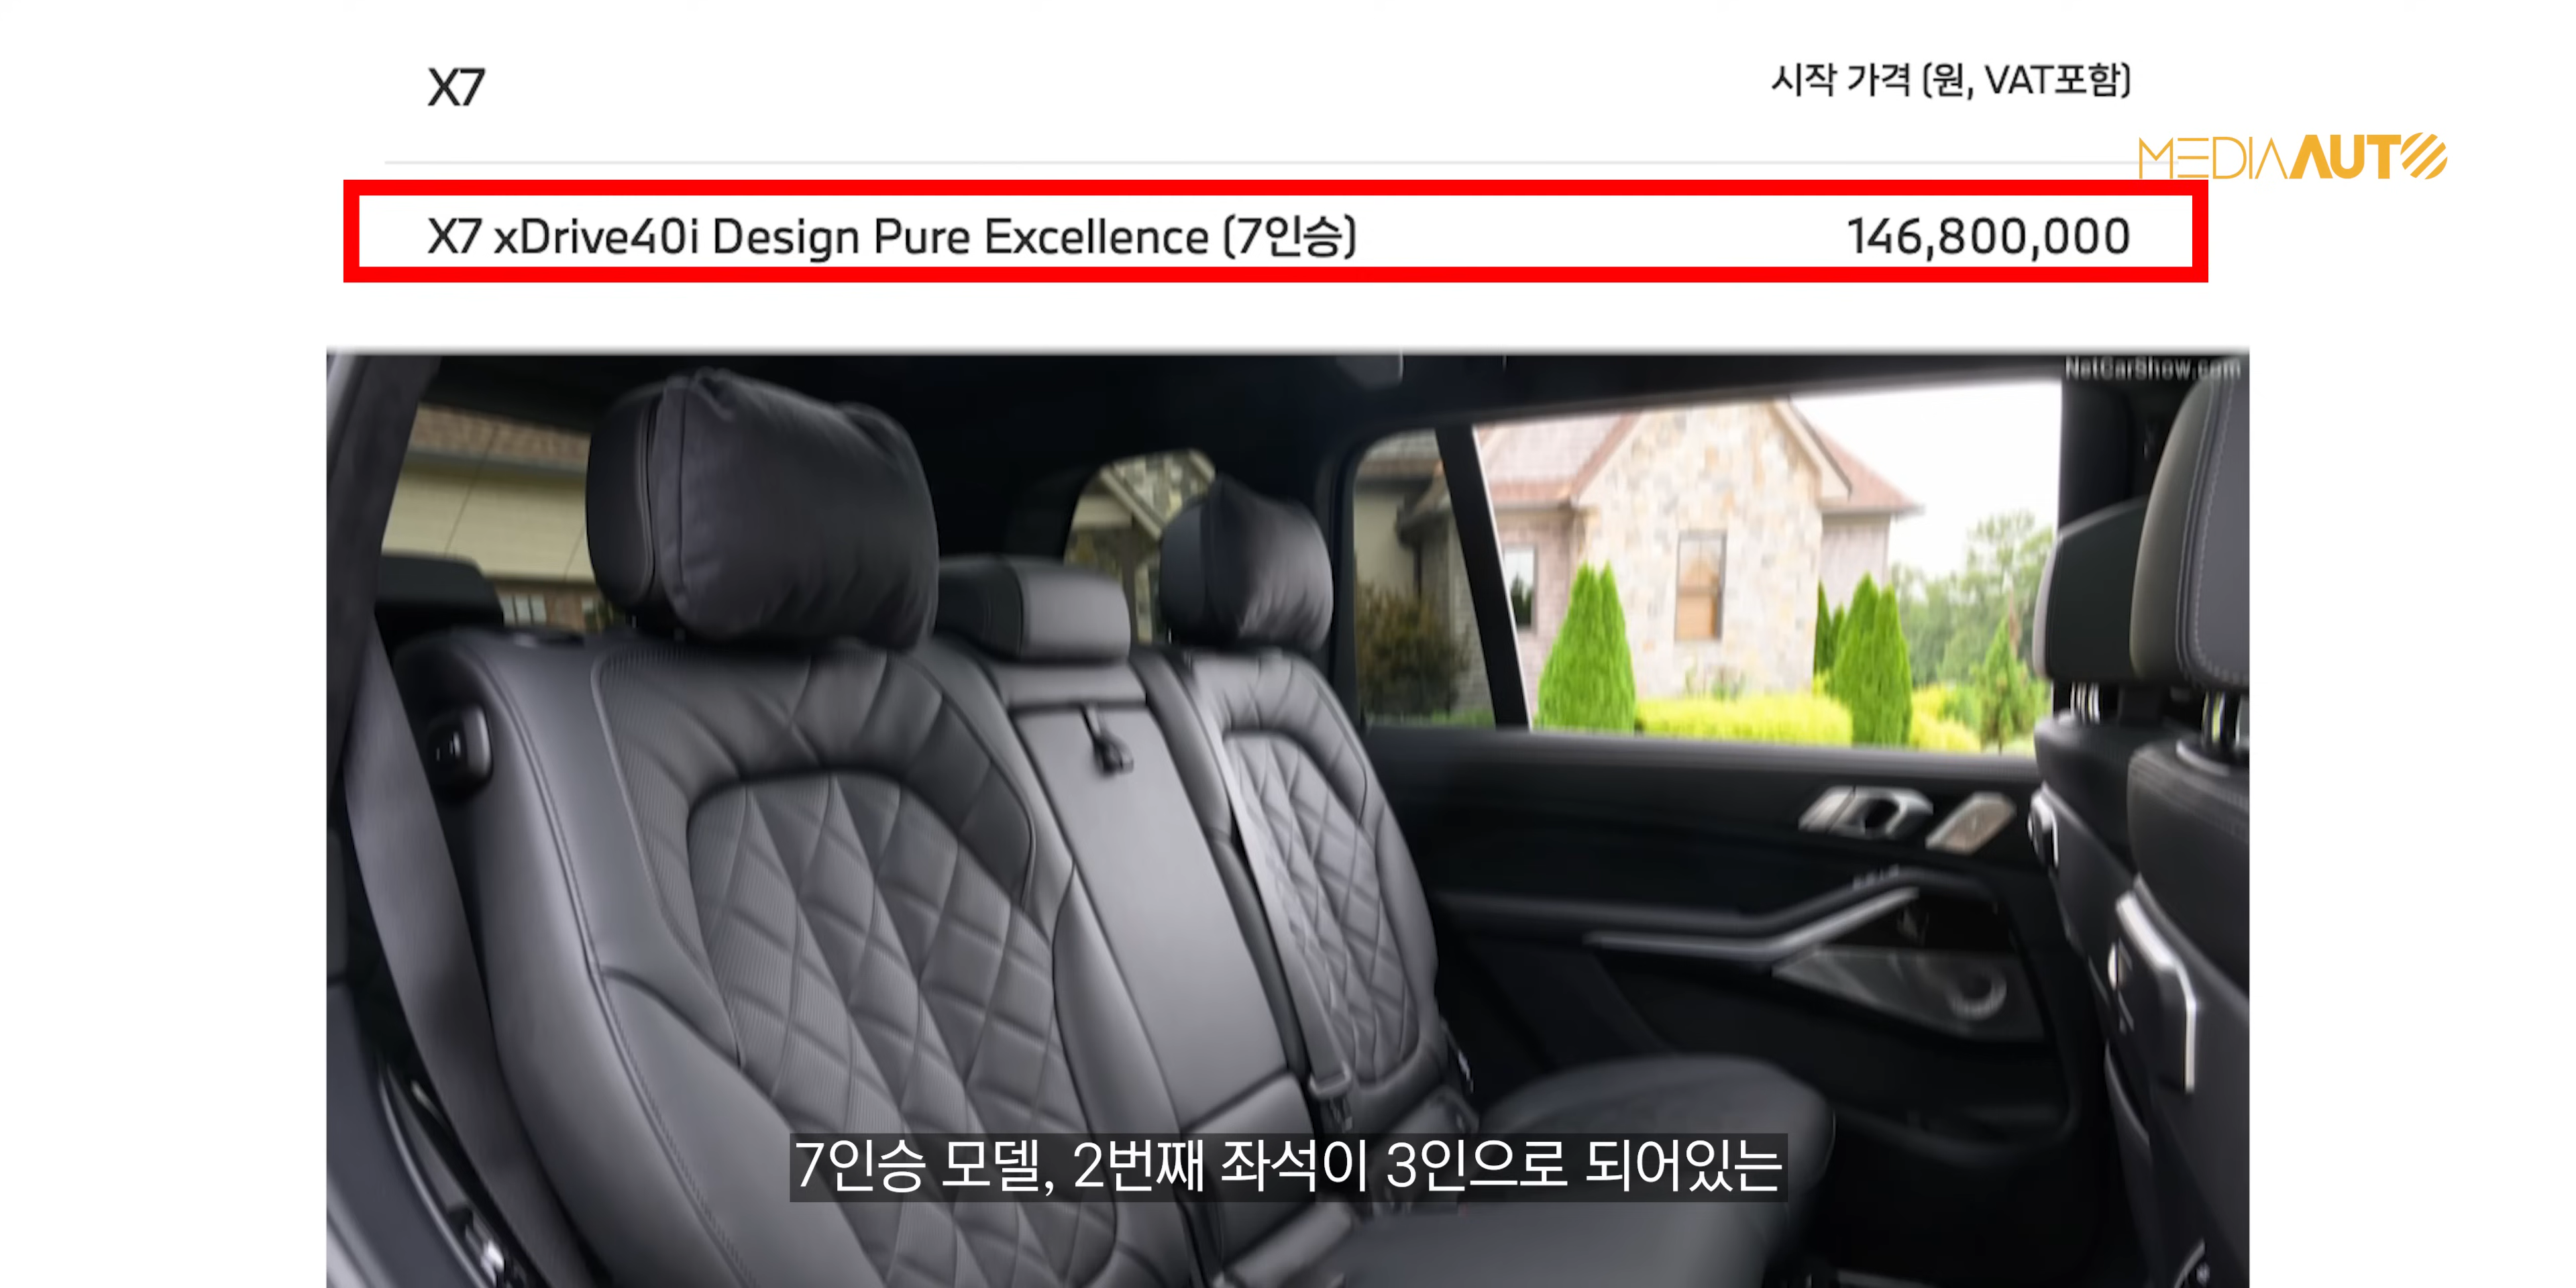 X7
시작 가격 (원, VAT포함)
MEDIAAUTO
X7 xDrive40i Design Pure Excellence (7인승)
146,800,000
NetCarShow.com
7인승 모델, 2번째 좌석이 3인으로 되어있는